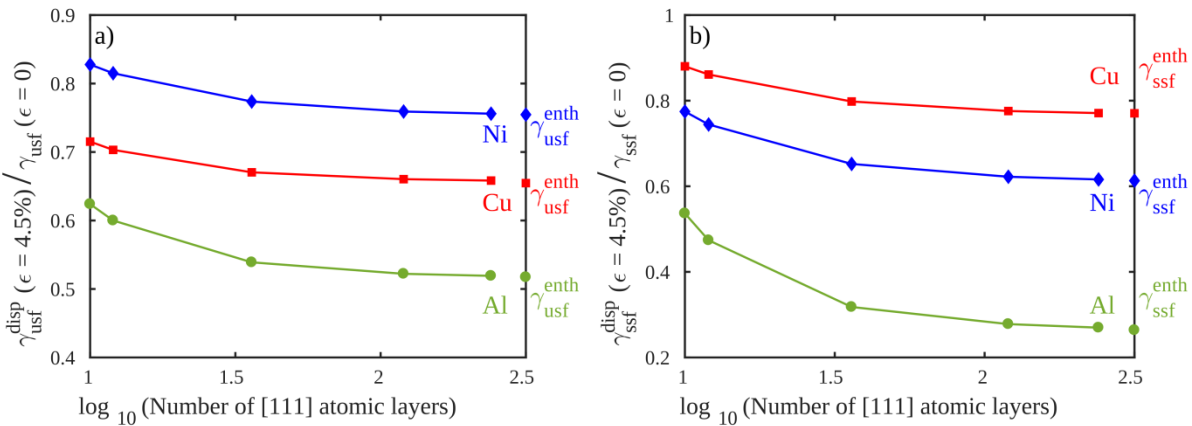 a)
γ_usf^disp (ϵ = 4.5%) / γ_usf (ϵ = 0)
0.9
0.8
0.7
0.6
0.5
0.4
Ni
γ_usf^enth
Cu
γ_usf^enth
Al
γ_usf^enth
1
1.5
2
2.5
log 10 (Number of [111] atomic layers)
b)
γ_ssf^disp (ϵ = 4.5%) / γ_ssf (ϵ = 0)
1
0.8
0.6
0.4
0.2
Cu
γ_ssf^enth
Ni
γ_ssf^enth
Al
γ_ssf^enth
1
1.5
2
2.5
log 10 (Number of [111] atomic layers)